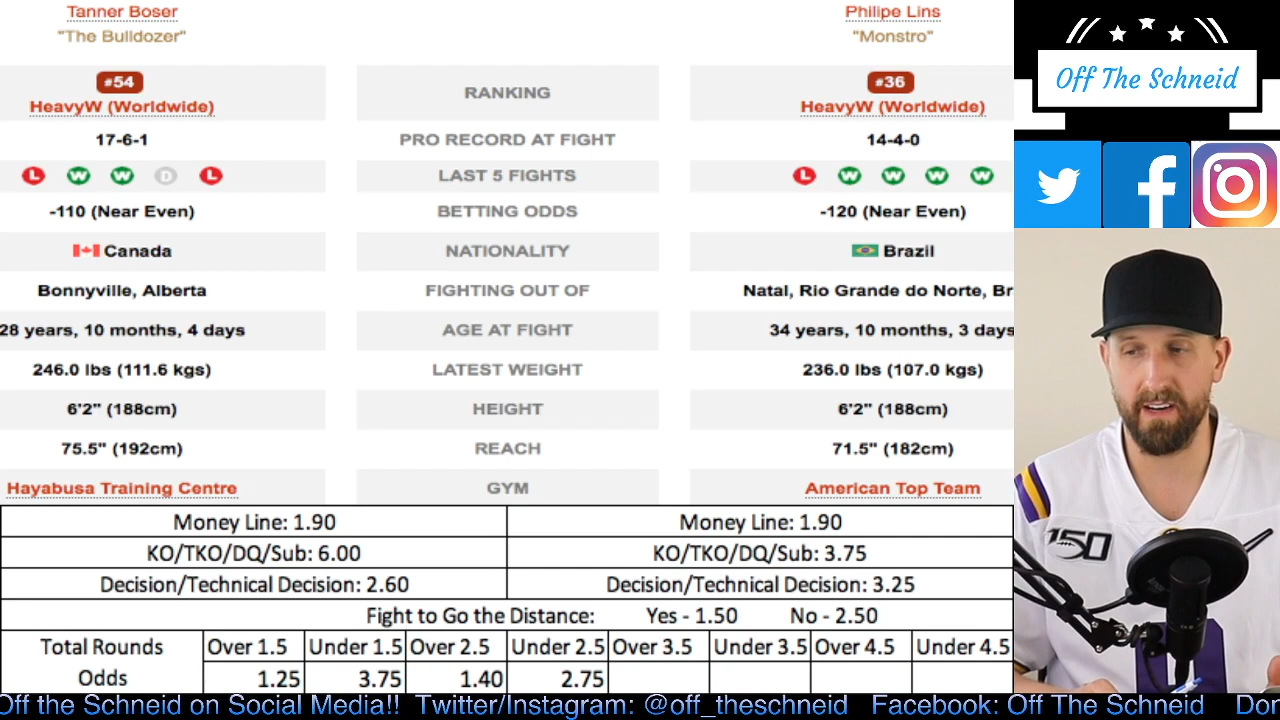 Tanner Boser Philipe Lins
"The Bulldozer" "Monstro"
#54 #36
HeavyW (Worldwide) RANKING HeavyW (Worldwide)
17-6-1 PRO RECORD AT FIGHT 14-4-0
L W W D L LAST 5 FIGHTS L W W W W
-110 (Near Even) BETTING ODDS -120 (Near Even)
Canada NATIONALITY Brazil
Bonnyville, Alberta FIGHTING OUT OF Natal, Rio Grande do Norte, Br
28 years, 10 months, 4 days AGE AT FIGHT 34 years, 10 months, 3 days
246.0 lbs (111.6 kgs) LATEST WEIGHT 236.0 lbs (107.0 kgs)
6'2" (188cm) HEIGHT 6'2" (188cm)
75.5" (192cm) REACH 71.5" (182cm)
Hayabusa Training Centre GYM American Top Team
Money Line: 1.90 Money Line: 1.90
KO/TKO/DQ/Sub: 6.00 KO/TKO/DQ/Sub: 3.75
Decision/Technical Decision: 2.60 Decision/Technical Decision: 3.25
Fight to Go the Distance: Yes - 1.50 No - 2.50
Total Rounds Over 1.5 Under 1.5 Over 2.5 Under 2.5 Over 3.5 Under 3.5 Over 4.5 Under 4.5
Odds 1.25 3.75 1.40 2.75
Off The Schneid
150
Off the Schneid on Social Media!! Twitter/Instagram: @off_theschneid Facebook: Off The Schneid Don